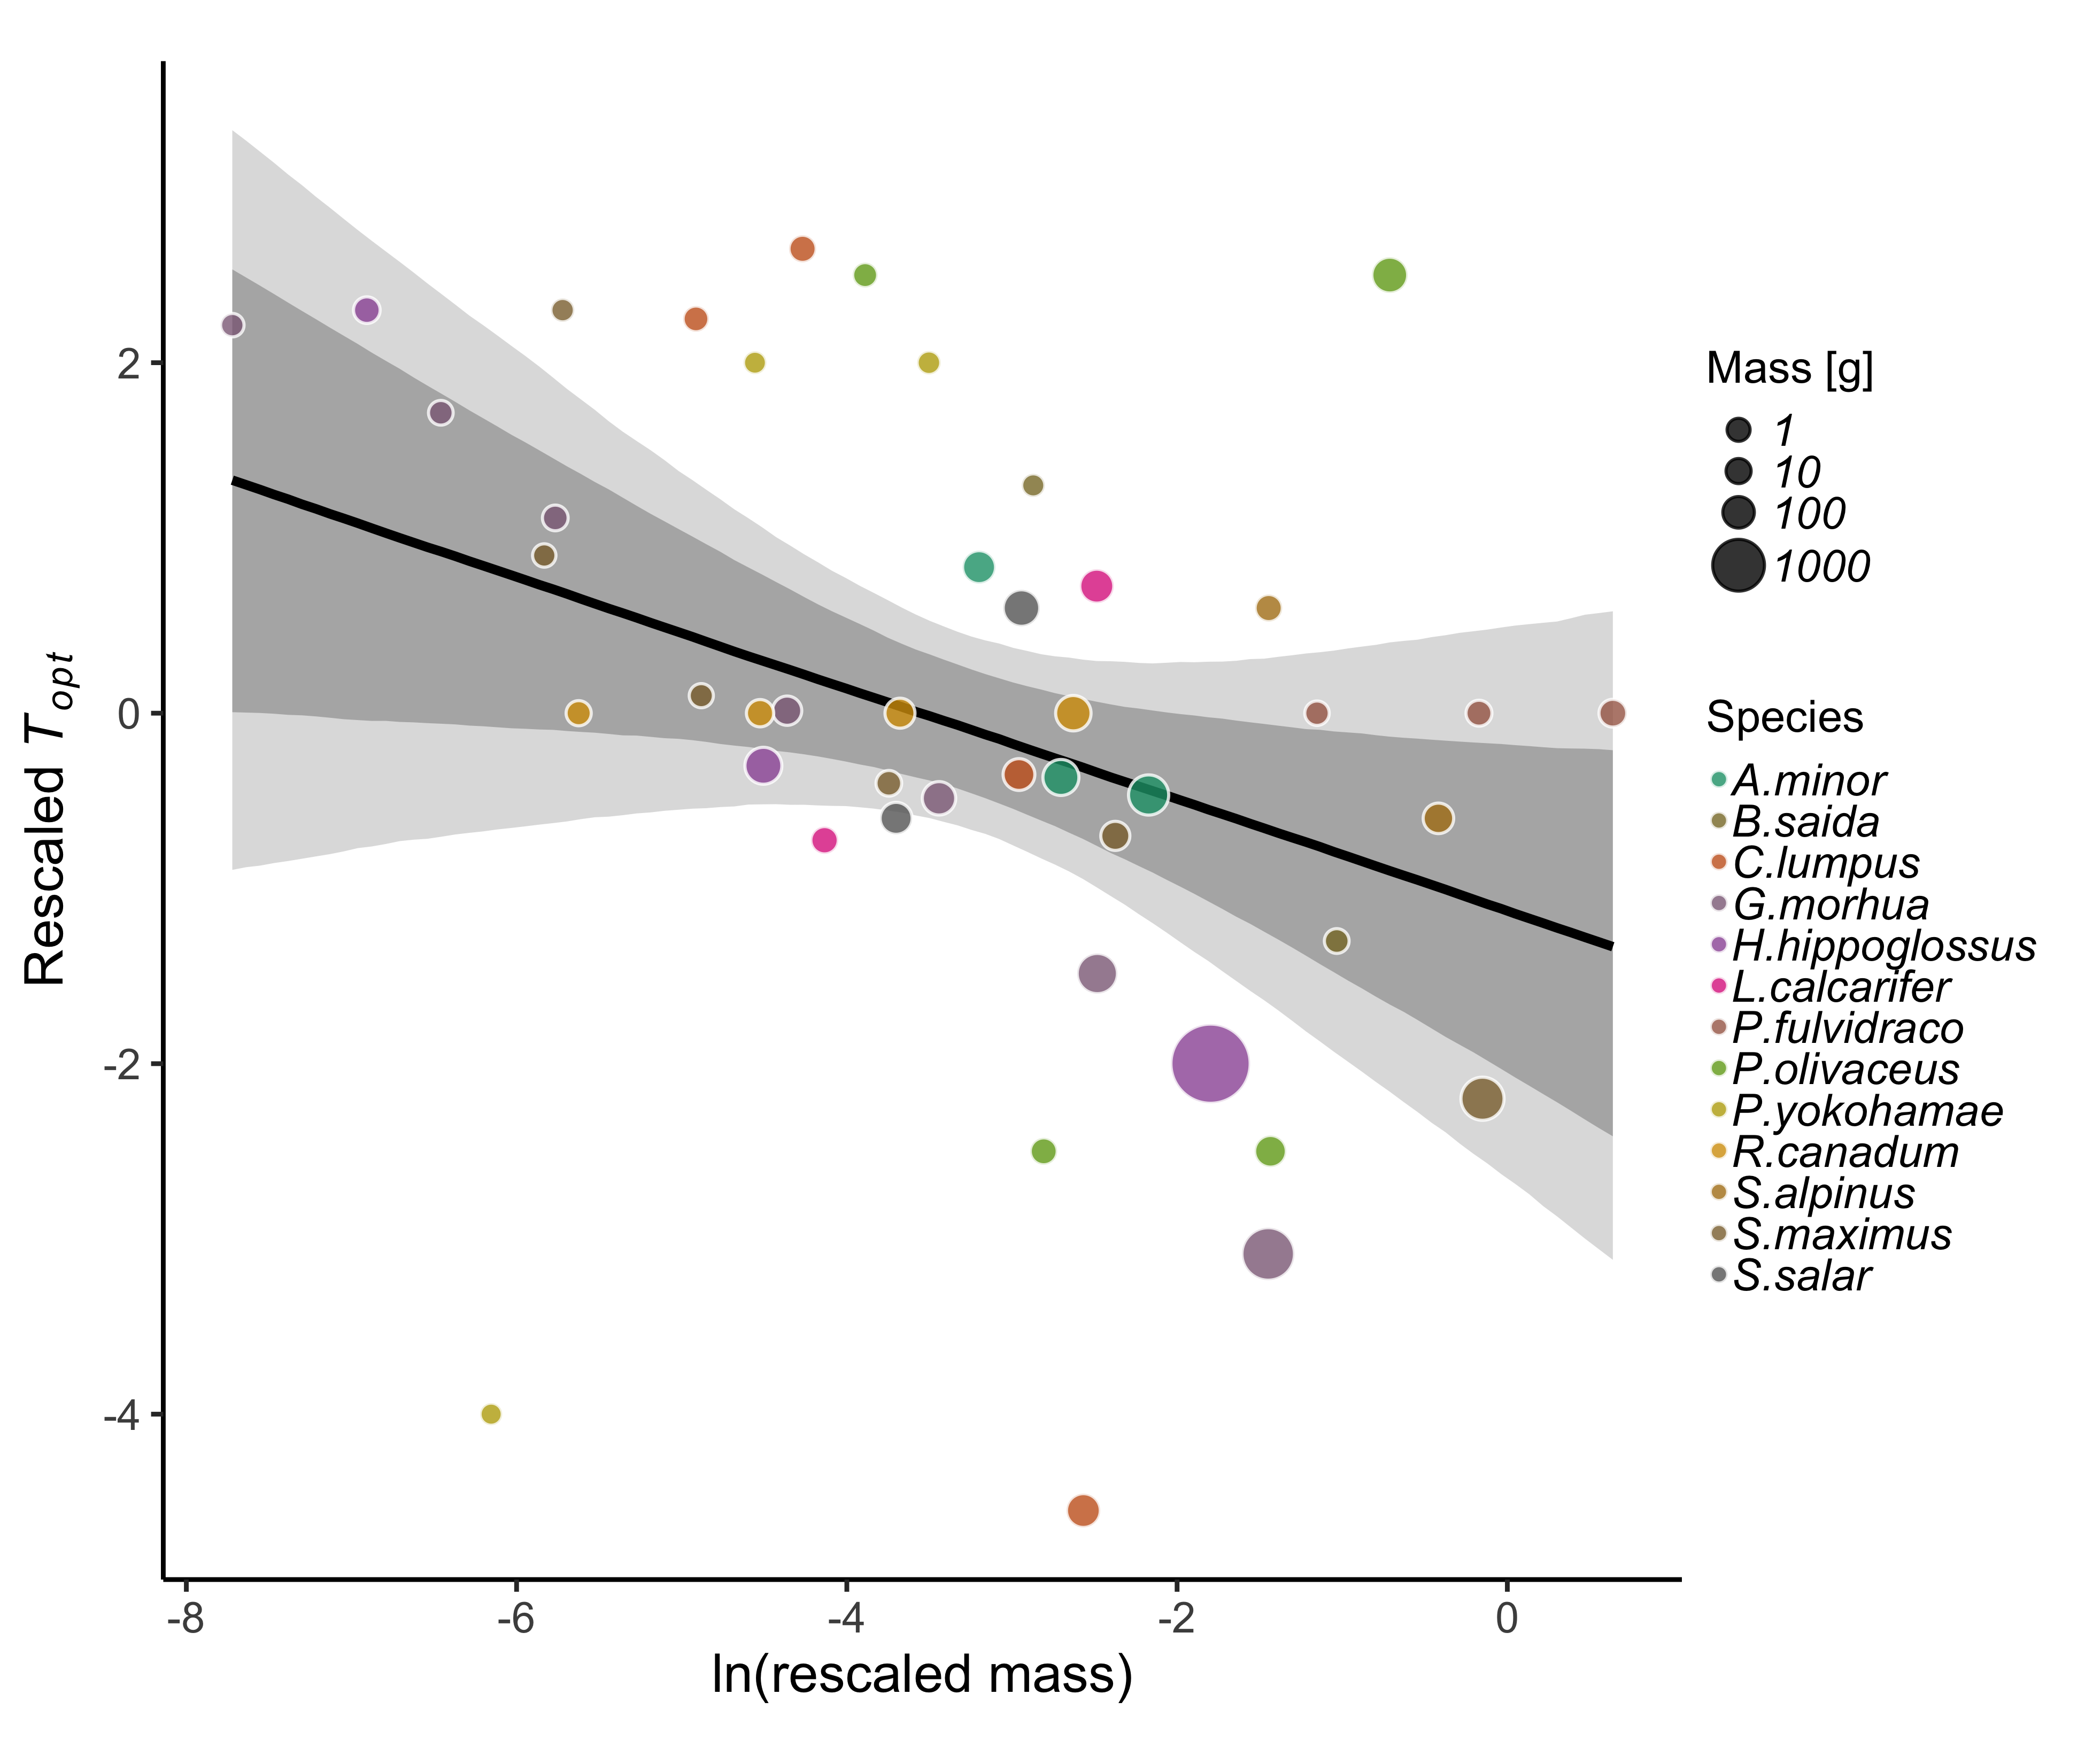 Rescaled T opt
2
0
-2
-4
-8
-6
-4
-2
0
ln(rescaled mass)
Mass [g]
1
10
100
1000
Species
A.minor
B.saida
C.lumpus
G.morhua
H.hippoglossus
L.calcarifer
P.fulvidraco
P.olivaceus
P.yokohamae
R.canadum
S.alpinus
S.maximus
S.salar